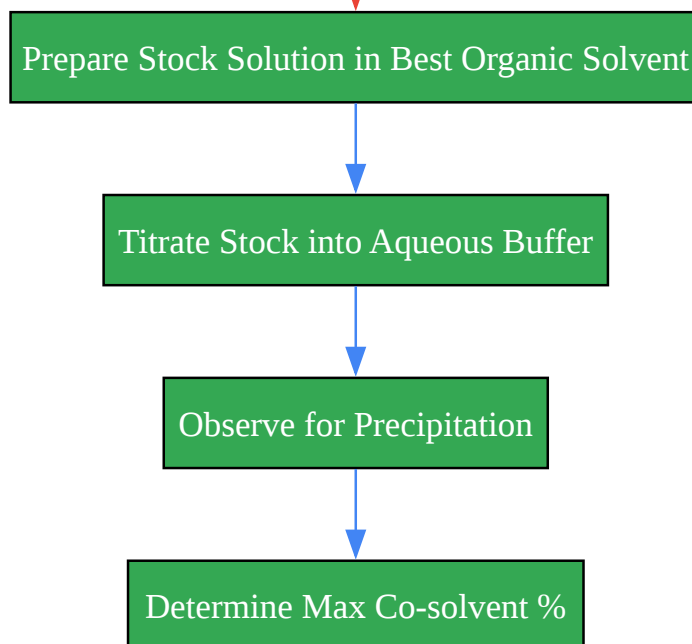 Prepare Stock Solution in Best Organic Solvent
Titrate Stock into Aqueous Buffer
Observe for Precipitation
Determine Max Co-solvent %